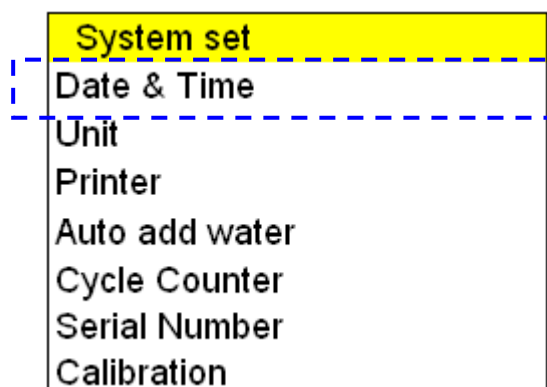 System set
Date & Time
Unit
Printer
Auto add water
Cycle Counter
Serial Number
Calibration